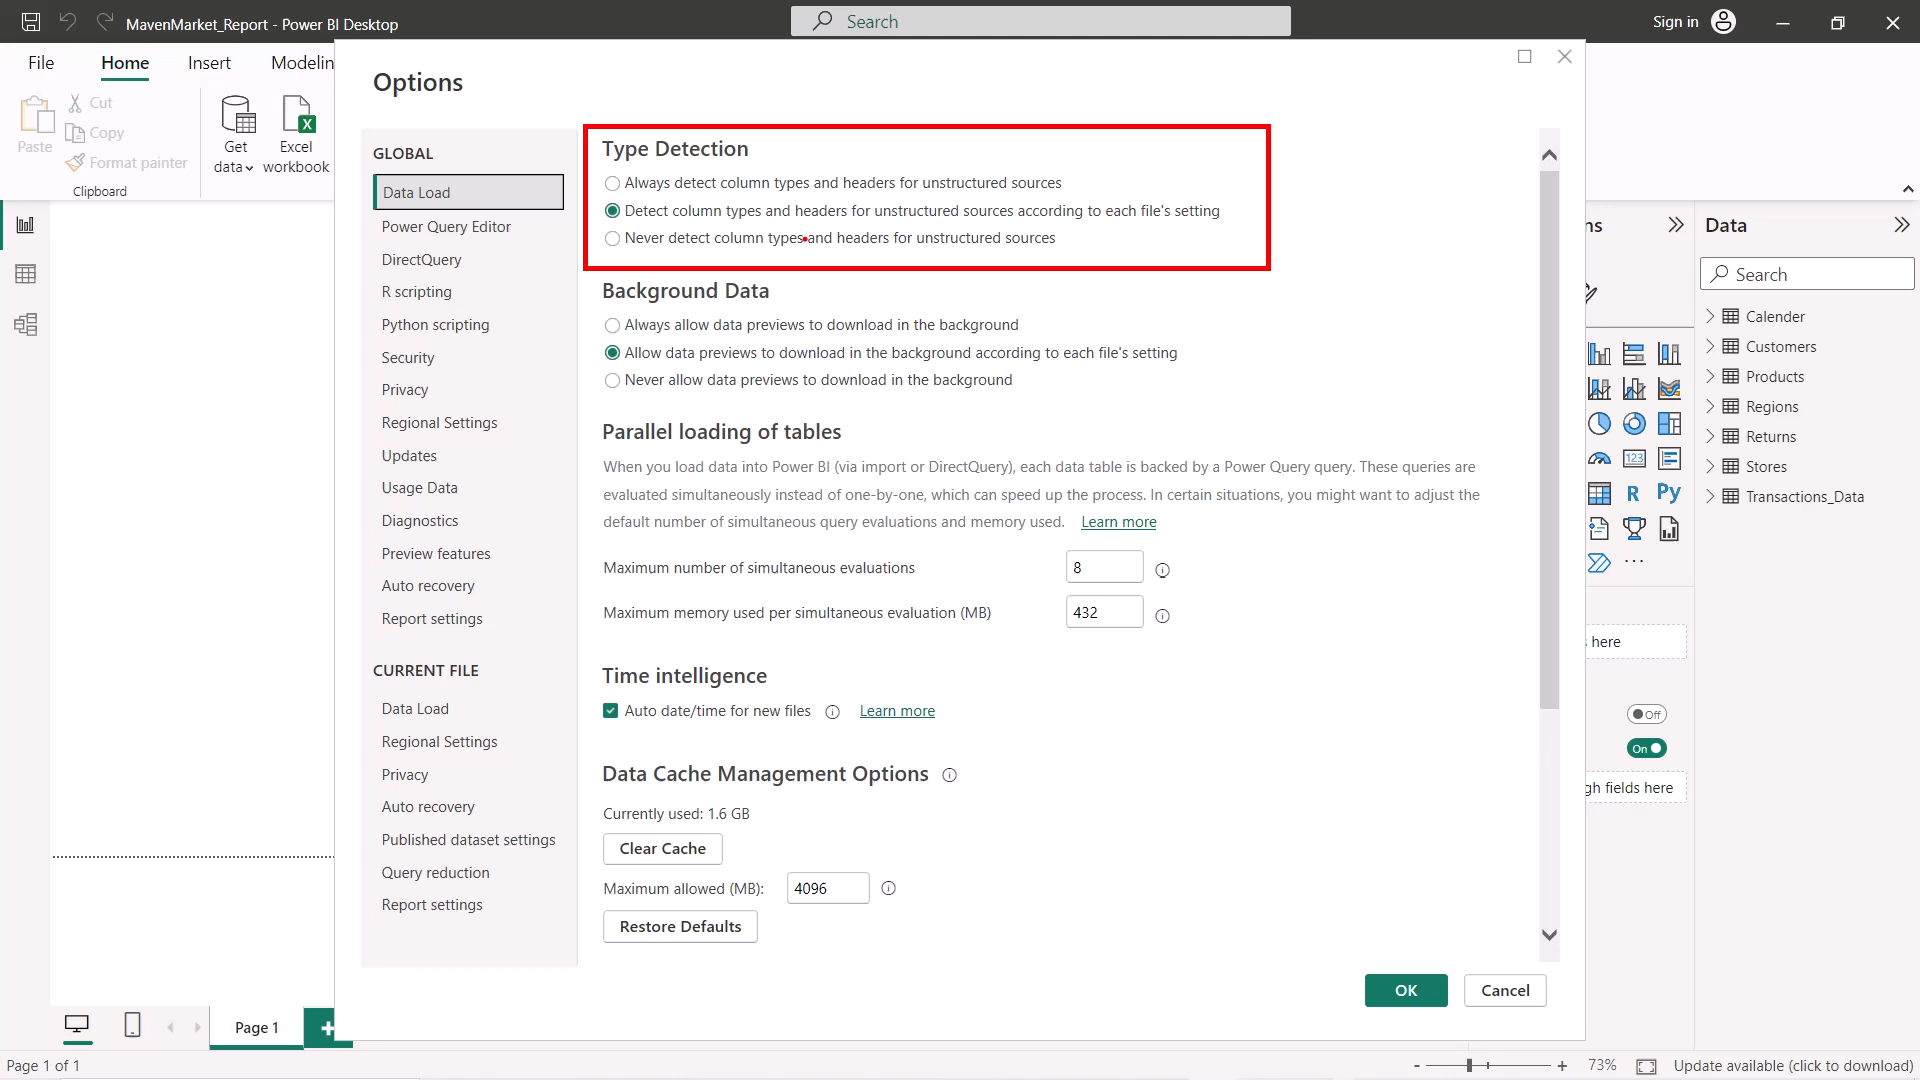 MavenMarket_Report - Power BI Desktop
Search
Sign in
File
Home
Insert
Modelin
Paste
Cut
Copy
Format painter
Clipboard
Get
data
Excel
workbook
Options
GLOBAL
Data Load
Power Query Editor
DirectQuery
R scripting
Python scripting
Security
Privacy
Regional Settings
Updates
Usage Data
Diagnostics
Preview features
Auto recovery
Report settings
CURRENT FILE
Data Load
Regional Settings
Privacy
Auto recovery
Published dataset settings
Query reduction
Report settings
Type Detection
Always detect column types and headers for unstructured sources
Detect column types and headers for unstructured sources according to each file's setting
Never detect column types and headers for unstructured sources
Background Data
Always allow data previews to download in the background
Allow data previews to download in the background according to each file's setting
Never allow data previews to download in the background
Parallel loading of tables
When you load data into Power BI (via import or DirectQuery), each data table is backed by a Power Query query. These queries are
evaluated simultaneously instead of one-by-one, which can speed up the process. In certain situations, you might want to adjust the
default number of simultaneous query evaluations and memory used. Learn more
Maximum number of simultaneous evaluations 8
Maximum memory used per simultaneous evaluation (MB) 432
Time intelligence
Auto date/time for new files Learn more
Data Cache Management Options
Currently used: 1.6 GB
Clear Cache
Maximum allowed (MB): 4096
Restore Defaults
OK
Cancel
ns
123
R
Py
s here
Off
On
gh fields here
Data
Search
Calender
Customers
Products
Regions
Returns
Stores
Transactions_Data
Page 1
+
Page 1 of 1
- + 73%
Update available (click to download)